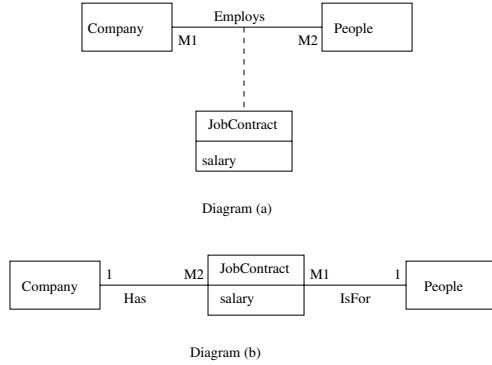 Employs
Company
People
M1
M2
JobContract
salary
Diagram (a)
1
M2
JobContract
M1
1
Company
salary
People
Has
IsFor
Diagram (b)